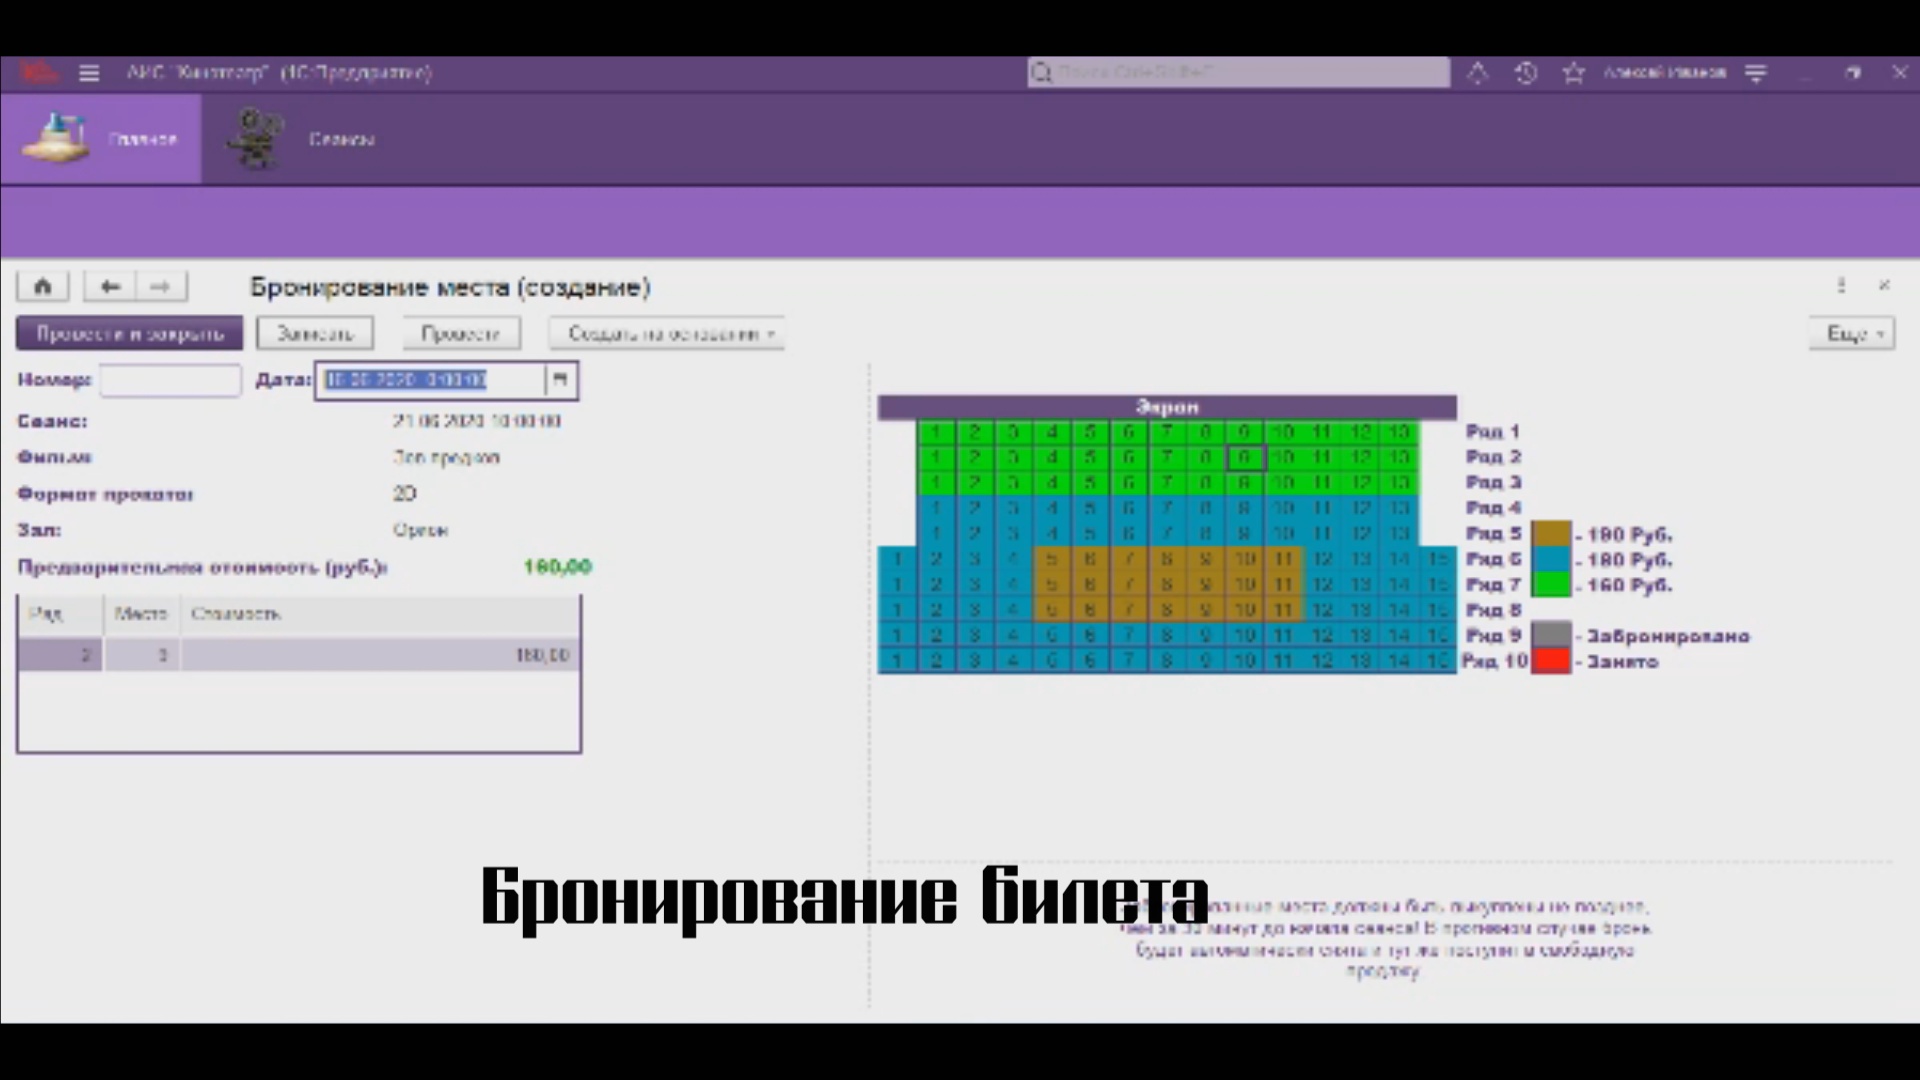 АИС "Кинотеатр" (1С:Предприятие)
Алексей Иванов
Главное
Сеансы
Бронирование места (создание)
Провести и закрыть Записать Провести Создать на основании Еще
Номер: Дата:
Сеанс: 21.06.2020 10:00:00
Фильм: Зов предков
Формат проката: 2D
Зал: Орион
Предварительная стоимость (руб.):
Ряд Место Стоимость
2
Экран
1 2 3 4 5 6 7 8 9 10 11 12 13 Ряд 1
1 2 3 4 5 6 7 8 9 10 11 12 13 Ряд 2
1 2 3 4 5 6 7 8 9 10 11 12 13 Ряд 3
1 2 3 4 5 6 7 8 9 10 11 12 13 Ряд 4
1 2 3 4 5 6 7 8 9 10 11 12 13 Ряд 5
1 2 3 4 5 6 7 8 9 10 11 12 13 14 15 Ряд 6
1 2 3 4 5 6 7 8 9 10 11 12 13 14 15 Ряд 7
1 2 3 4 5 6 7 8 9 10 11 12 13 14 15 Ряд 8
1 2 3 4 5 6 7 8 9 10 11 12 13 14 15 Ряд 9
1 2 3 4 5 6 7 8 9 10 11 12 13 14 15 Ряд 10
- 190 Руб.
- 180 Руб.
- 160 Руб.
- Забронировано
- Занято
Бронирование билета
места должны быть выкуплены не позднее,
чем за 30 минут до начала сеанса! В противном случае бронь
будет автоматически снята и тут же поступит в свободную
продажу